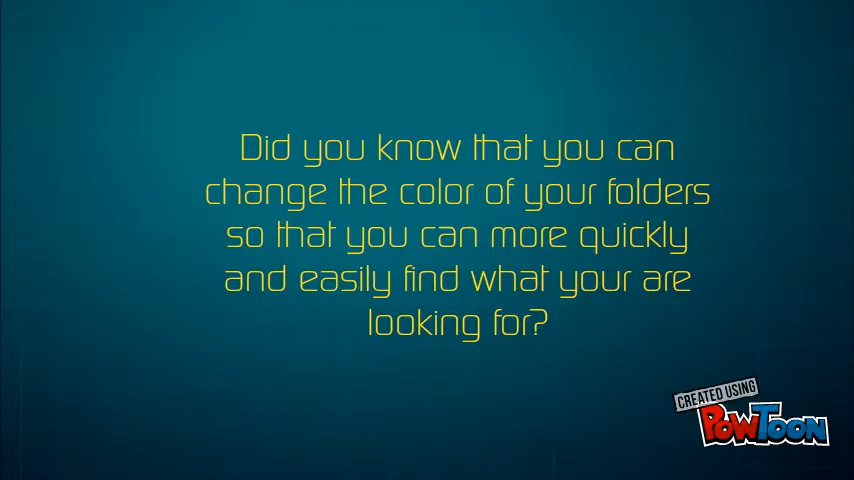 Did you know that you can
change the color of your folders
so that you can more quickly
and easily find what your are
looking for?
CREATED USING
POWTOON